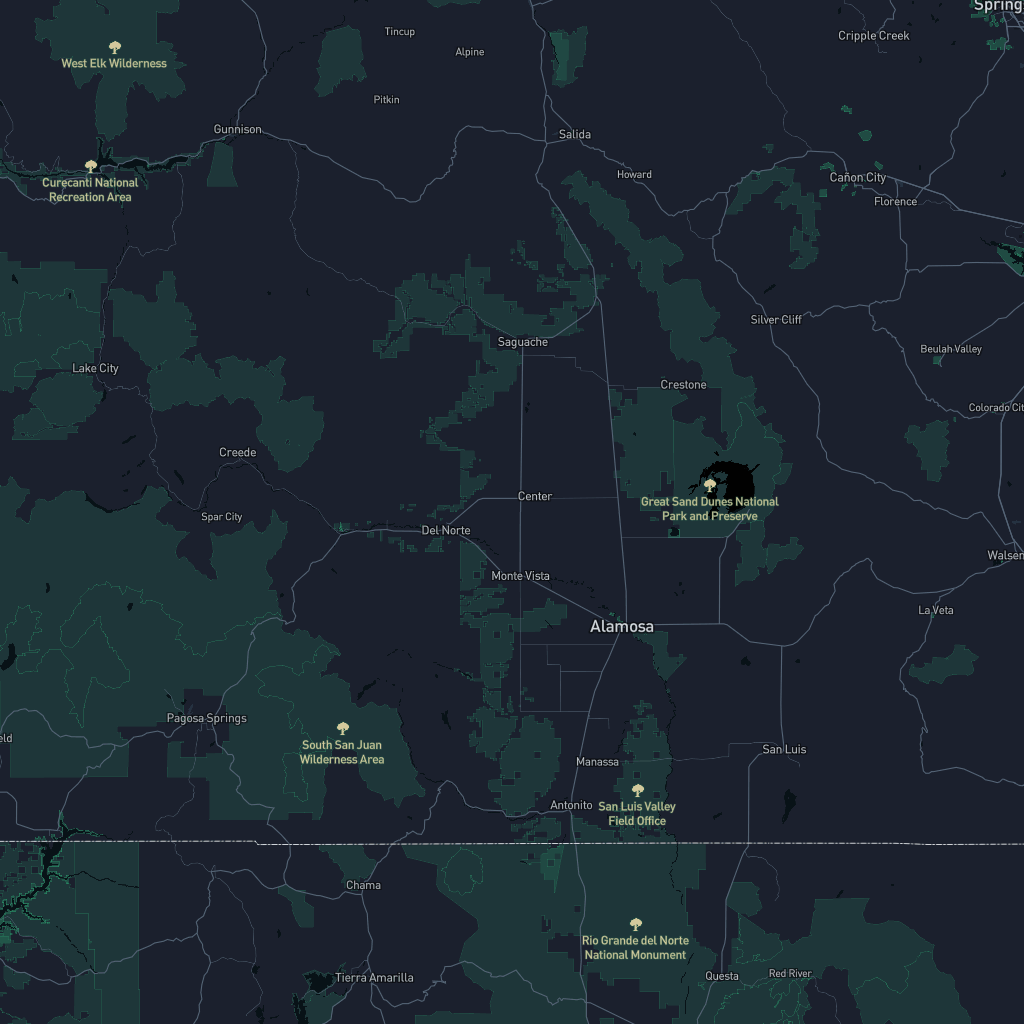 Spring
Tincup
Cripple Creek
Alpine
West Elk Wilderness
Pitkin
Gunnison
Salida
Howard
Curecanti National
Recreation Area
Cañon City
Florence
Silver Cliff
Saguache
Beulah Valley
Lake City
Crestone
Colorado Cit
Creede
Center
Great Sand Dunes National
Park and Preserve
Spar City
Del Norte
Walsen
Monte Vista
La Veta
Alamosa
Pagosa Springs
eld
South San Juan
Wilderness Area
San Luis
Manassa
Antonito
San Luis Valley
Field Office
Chama
Rio Grande del Norte
National Monument
Tierra Amarilla
Questa
Red River